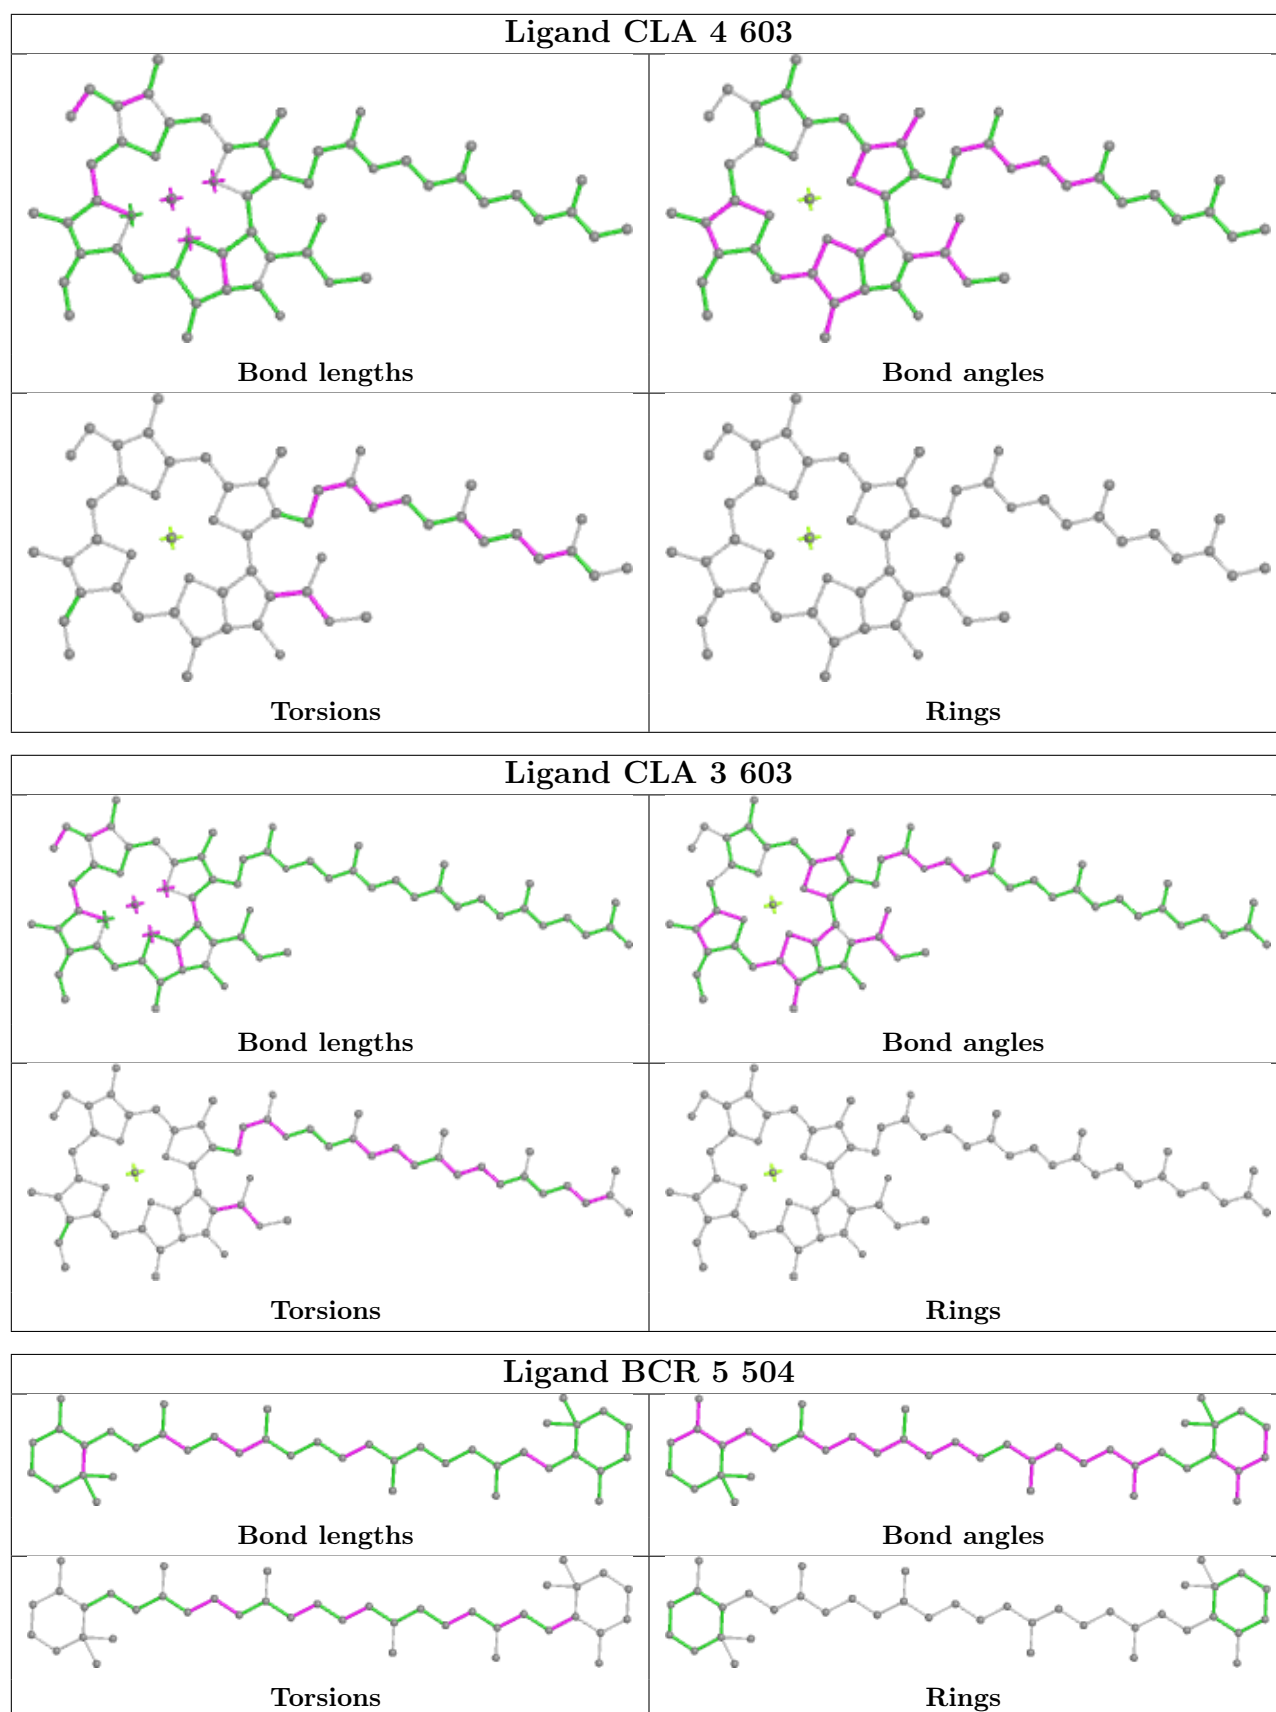 Ligand CLA 4 603
Bond lengths
Bond angles
Torsions
Rings
Ligand CLA 3 603
Bond lengths
Bond angles
Torsions
Rings
Ligand BCR 5 504
Bond lengths
Bond angles
Torsions
Rings